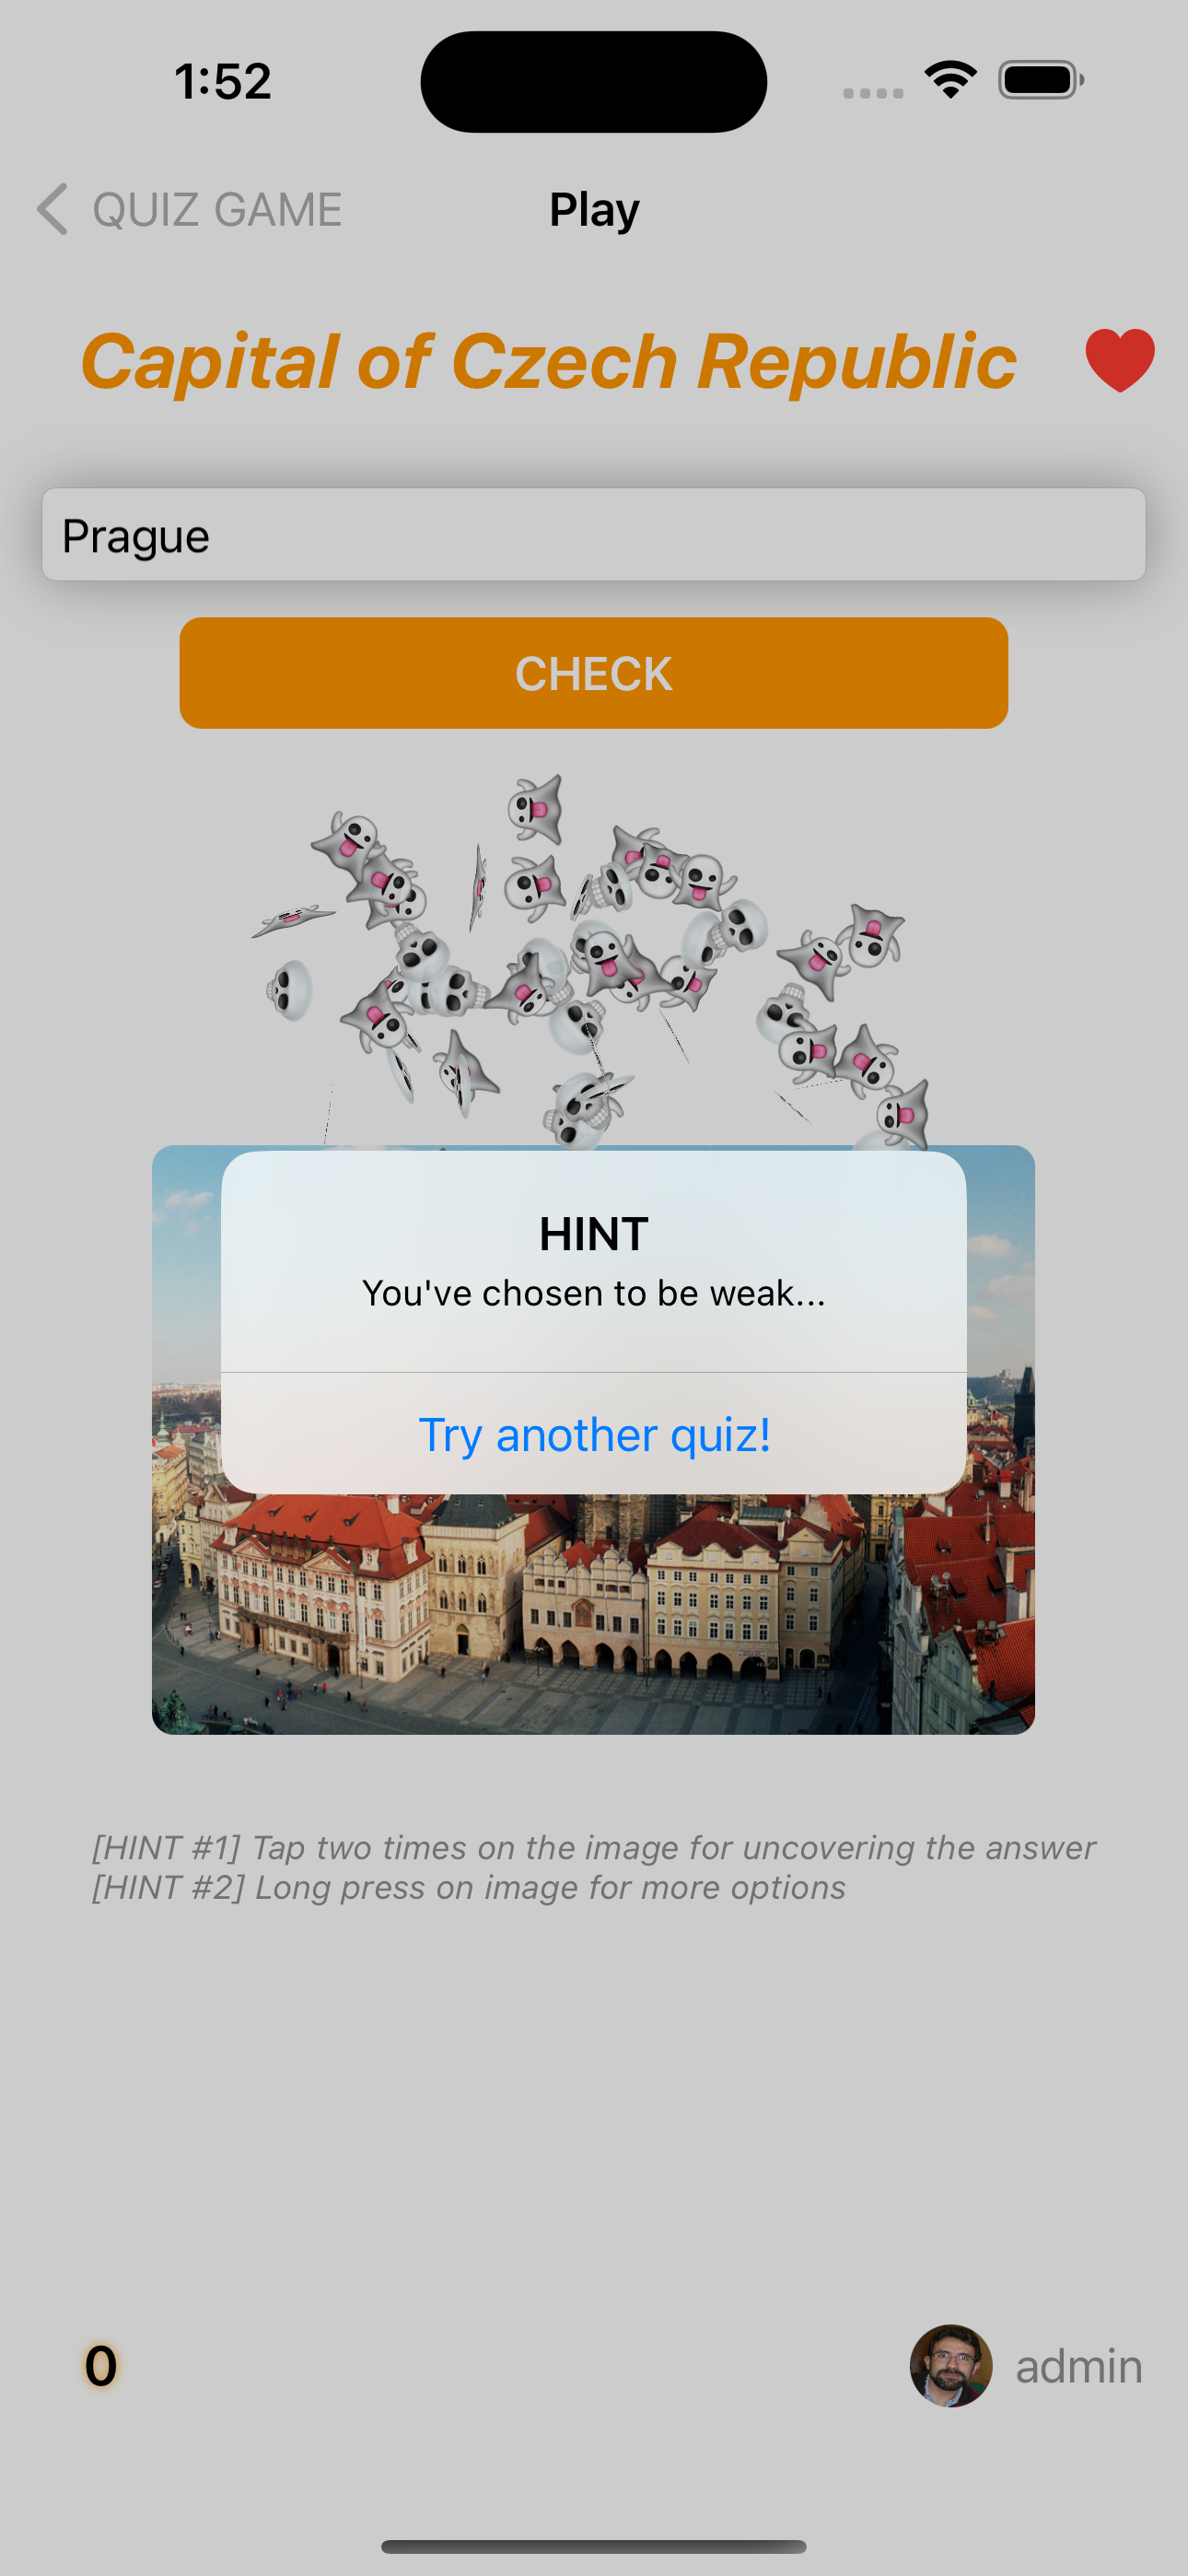 1:52
QUIZ GAME
Play
Capital of Czech Republic
Prague
CHECK
HINT
You've chosen to be weak...
Try another quiz!
[HINT #1] Tap two times on the image for uncovering the answer
[HINT #2] Long press on image for more options
0
admin